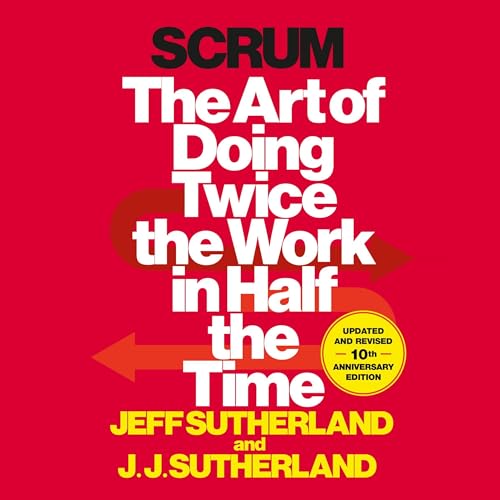 SCRUM
The Art of
Doing
Twice
the Work
in Half
the
Time
UPDATED
AND REVISED
10th
ANNIVERSARY
EDITION
JEFF SUTHERLAND
and
J. J. SUTHERLAND